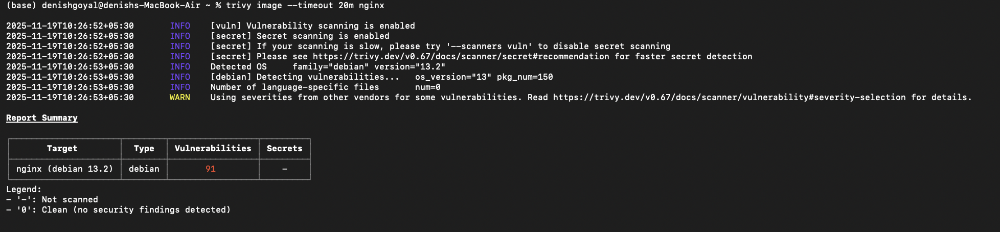 (base) denishgoyal@denishs-MacBook-Air ~ % trivy image --timeout 20m nginx
2025-11-19T10:26:52+05:30 INFO [vuln] Vulnerability scanning is enabled
2025-11-19T10:26:52+05:30 INFO [secret] Secret scanning is enabled
2025-11-19T10:26:52+05:30 INFO [secret] If your scanning is slow, please try '--scanners vuln' to disable secret scanning
2025-11-19T10:26:52+05:30 INFO [secret] Please see https://trivy.dev/v0.67/docs/scanner/secret#recommendation for faster secret detection
2025-11-19T10:26:53+05:30 INFO Detected OS family="debian" version="13.2"
2025-11-19T10:26:53+05:30 INFO [debian] Detecting vulnerabilities... os_version="13" pkg_num=150
2025-11-19T10:26:53+05:30 INFO Number of language-specific files num=0
2025-11-19T10:26:53+05:30 WARN Using severities from other vendors for some vulnerabilities. Read https://trivy.dev/v0.67/docs/scanner/vulnerability#severity-selection for details.
Report Summary
Target Type Vulnerabilities Secrets
nginx (debian 13.2) debian 91 -
Legend:
- '-': Not scanned
- '0': Clean (no security findings detected)